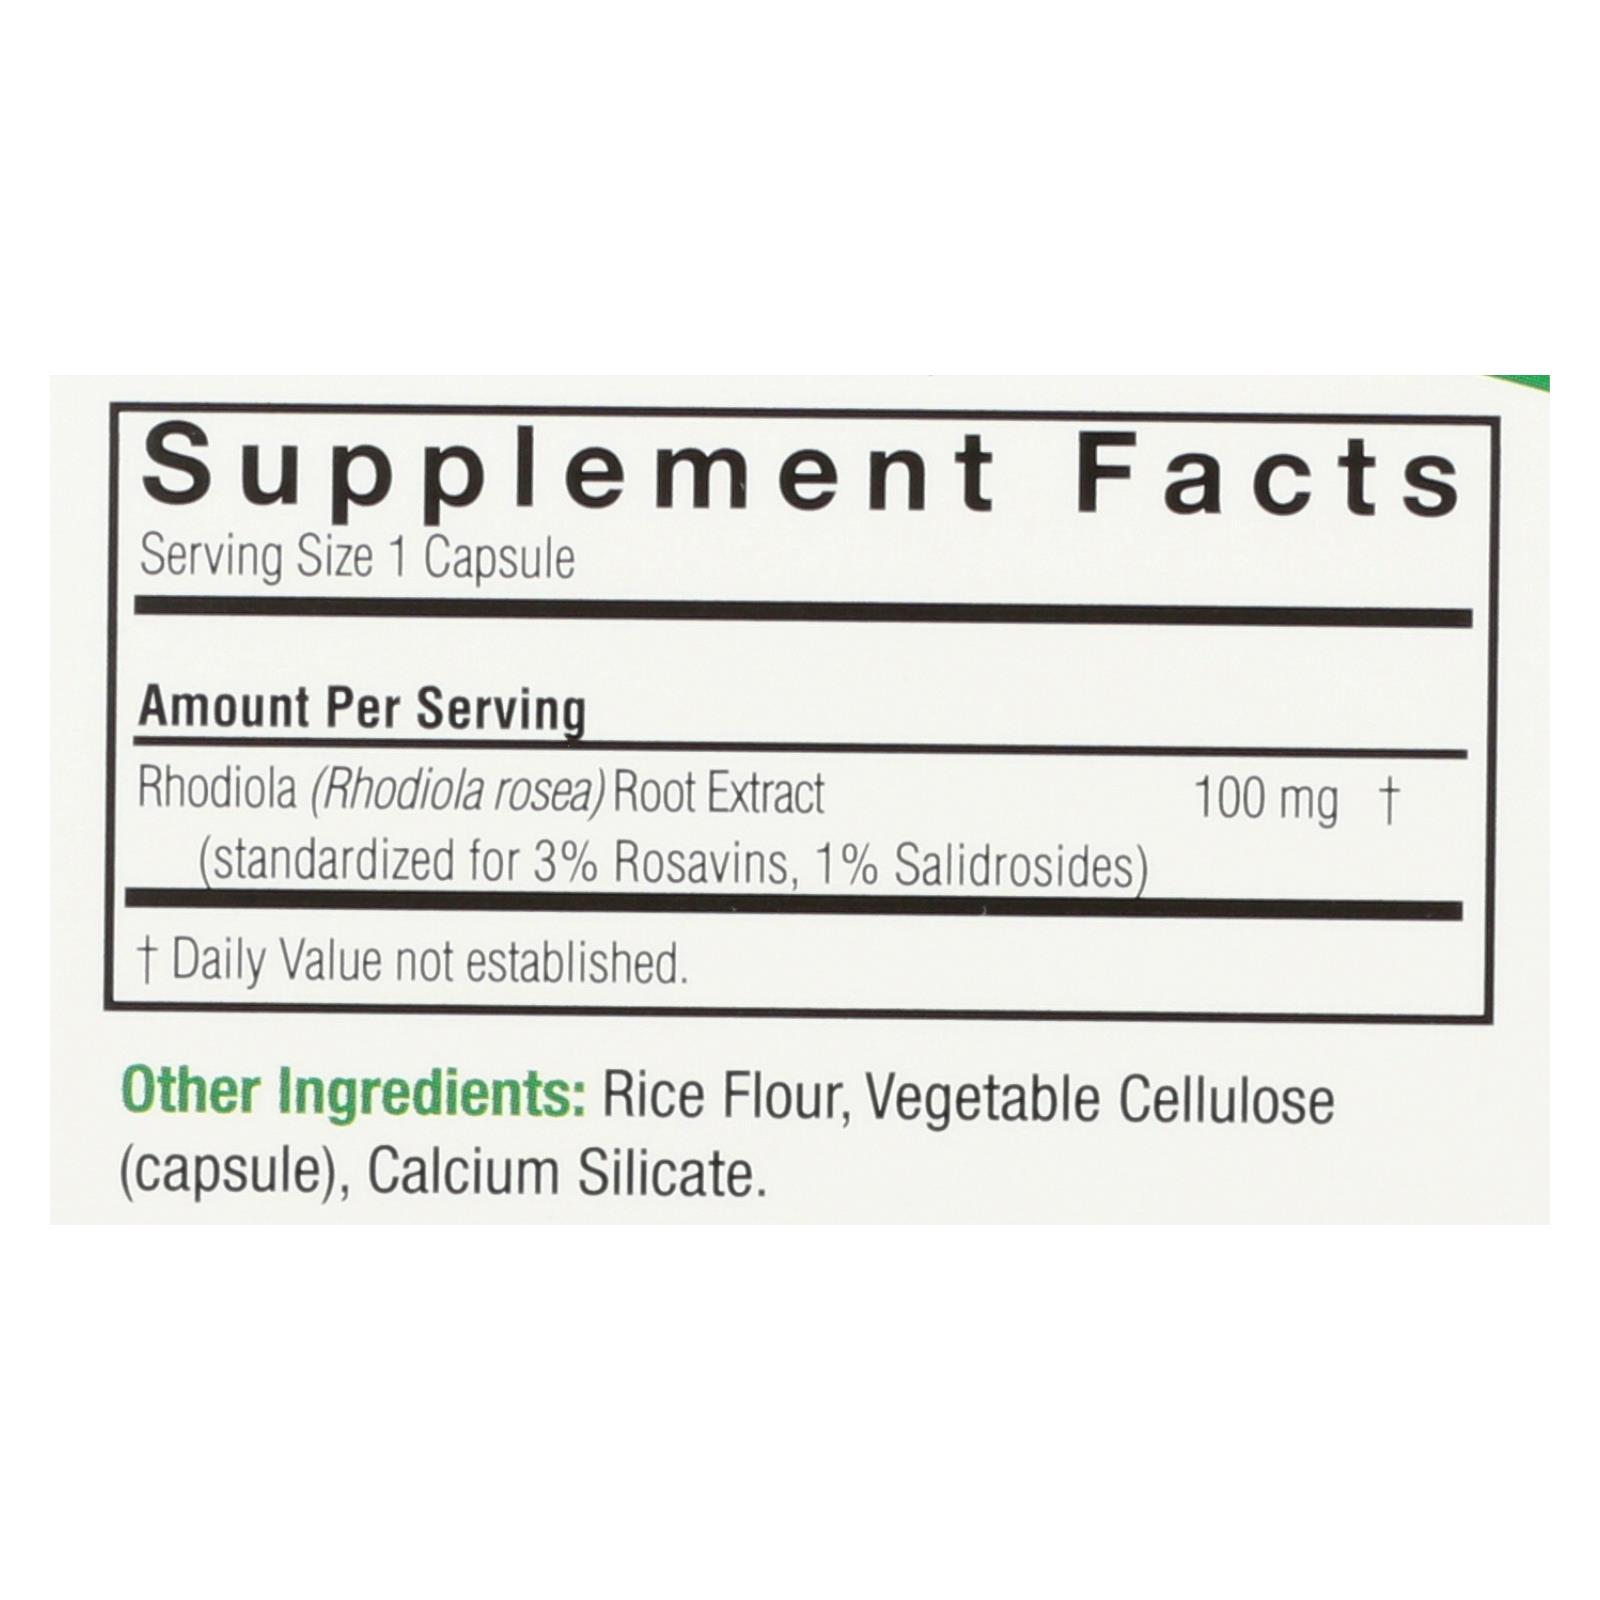 Supplement Facts
Serving Size 1 Capsule
Amount Per Serving
Rhodiola (Rhodiola rosea) Root Extract 100 mg †
(standardized for 3% Rosavins, 1% Salidrosides)
† Daily Value not established.
Other Ingredients: Rice Flour, Vegetable Cellulose
(capsule), Calcium Silicate.